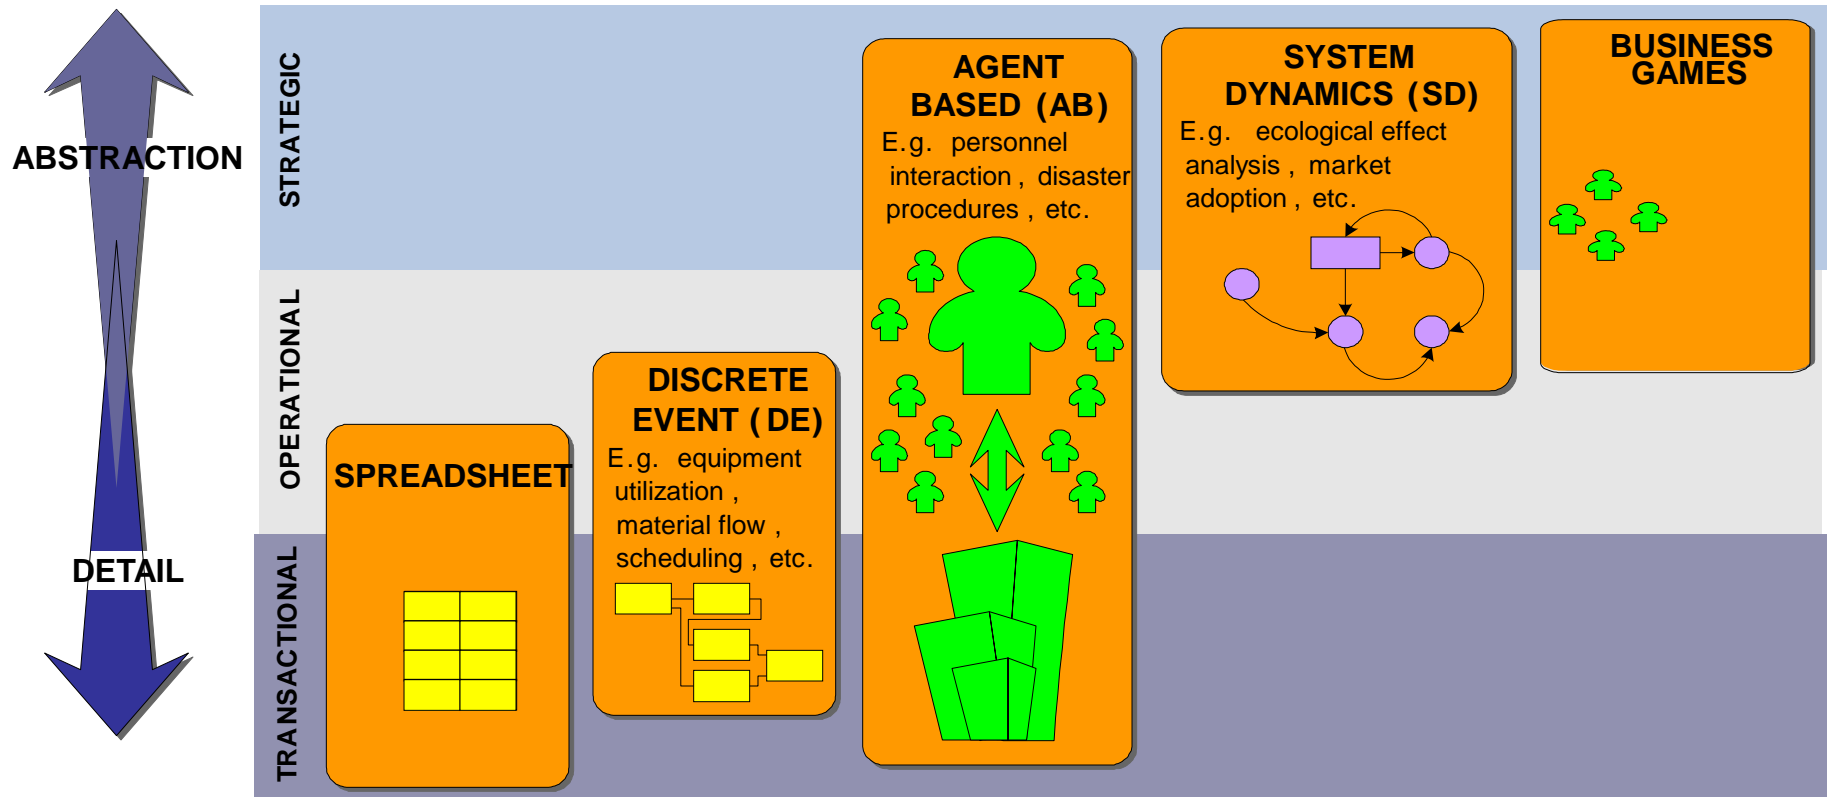 ABSTRACTION
DETAIL
STRATEGIC
OPERATIONAL
TRANSACTIONAL
SPREADSHEET
DISCRETE
EVENT (DE)
E.g. equipment
utilization,
material flow,
scheduling, etc.
AGENT
BASED (AB)
E.g. personnel
interaction, disaster
procedures, etc.
SYSTEM
DYNAMICS (SD)
E.g. ecological effect
analysis, market
adoption, etc.
BUSINESS
GAMES